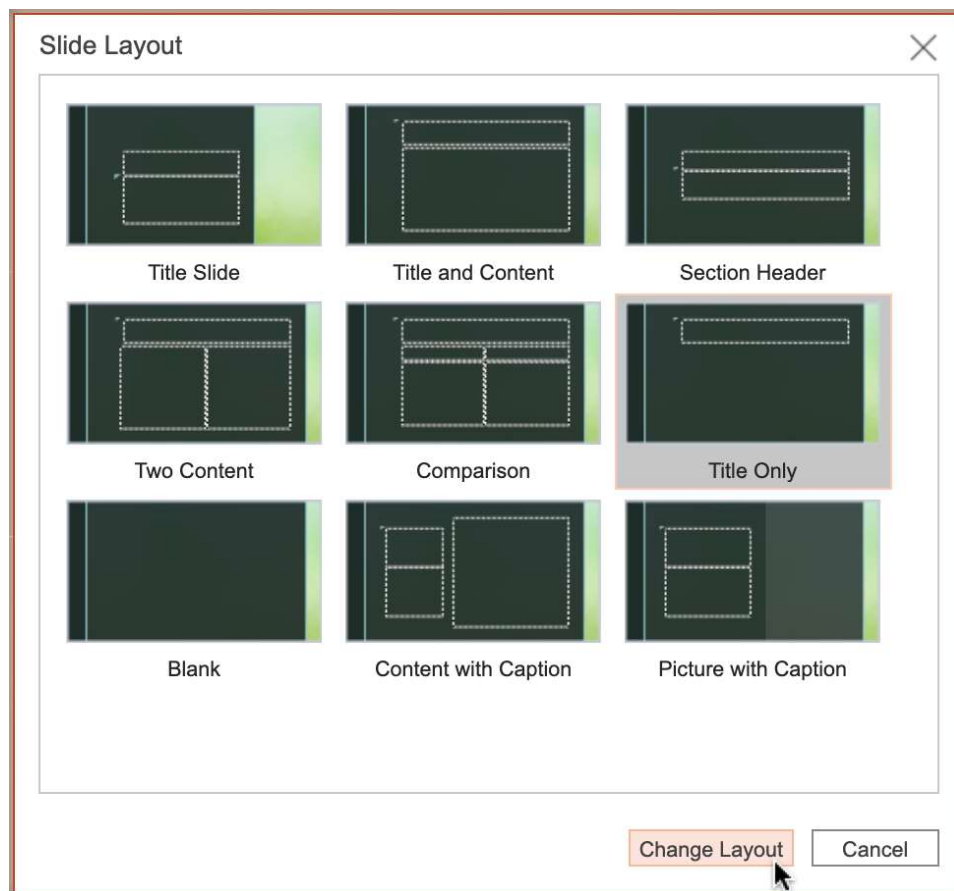 Slide Layout
Title Slide
Title and Content
Section Header
Two Content
Comparison
Title Only
Blank
Content with Caption
Picture with Caption
Change Layout
Cancel